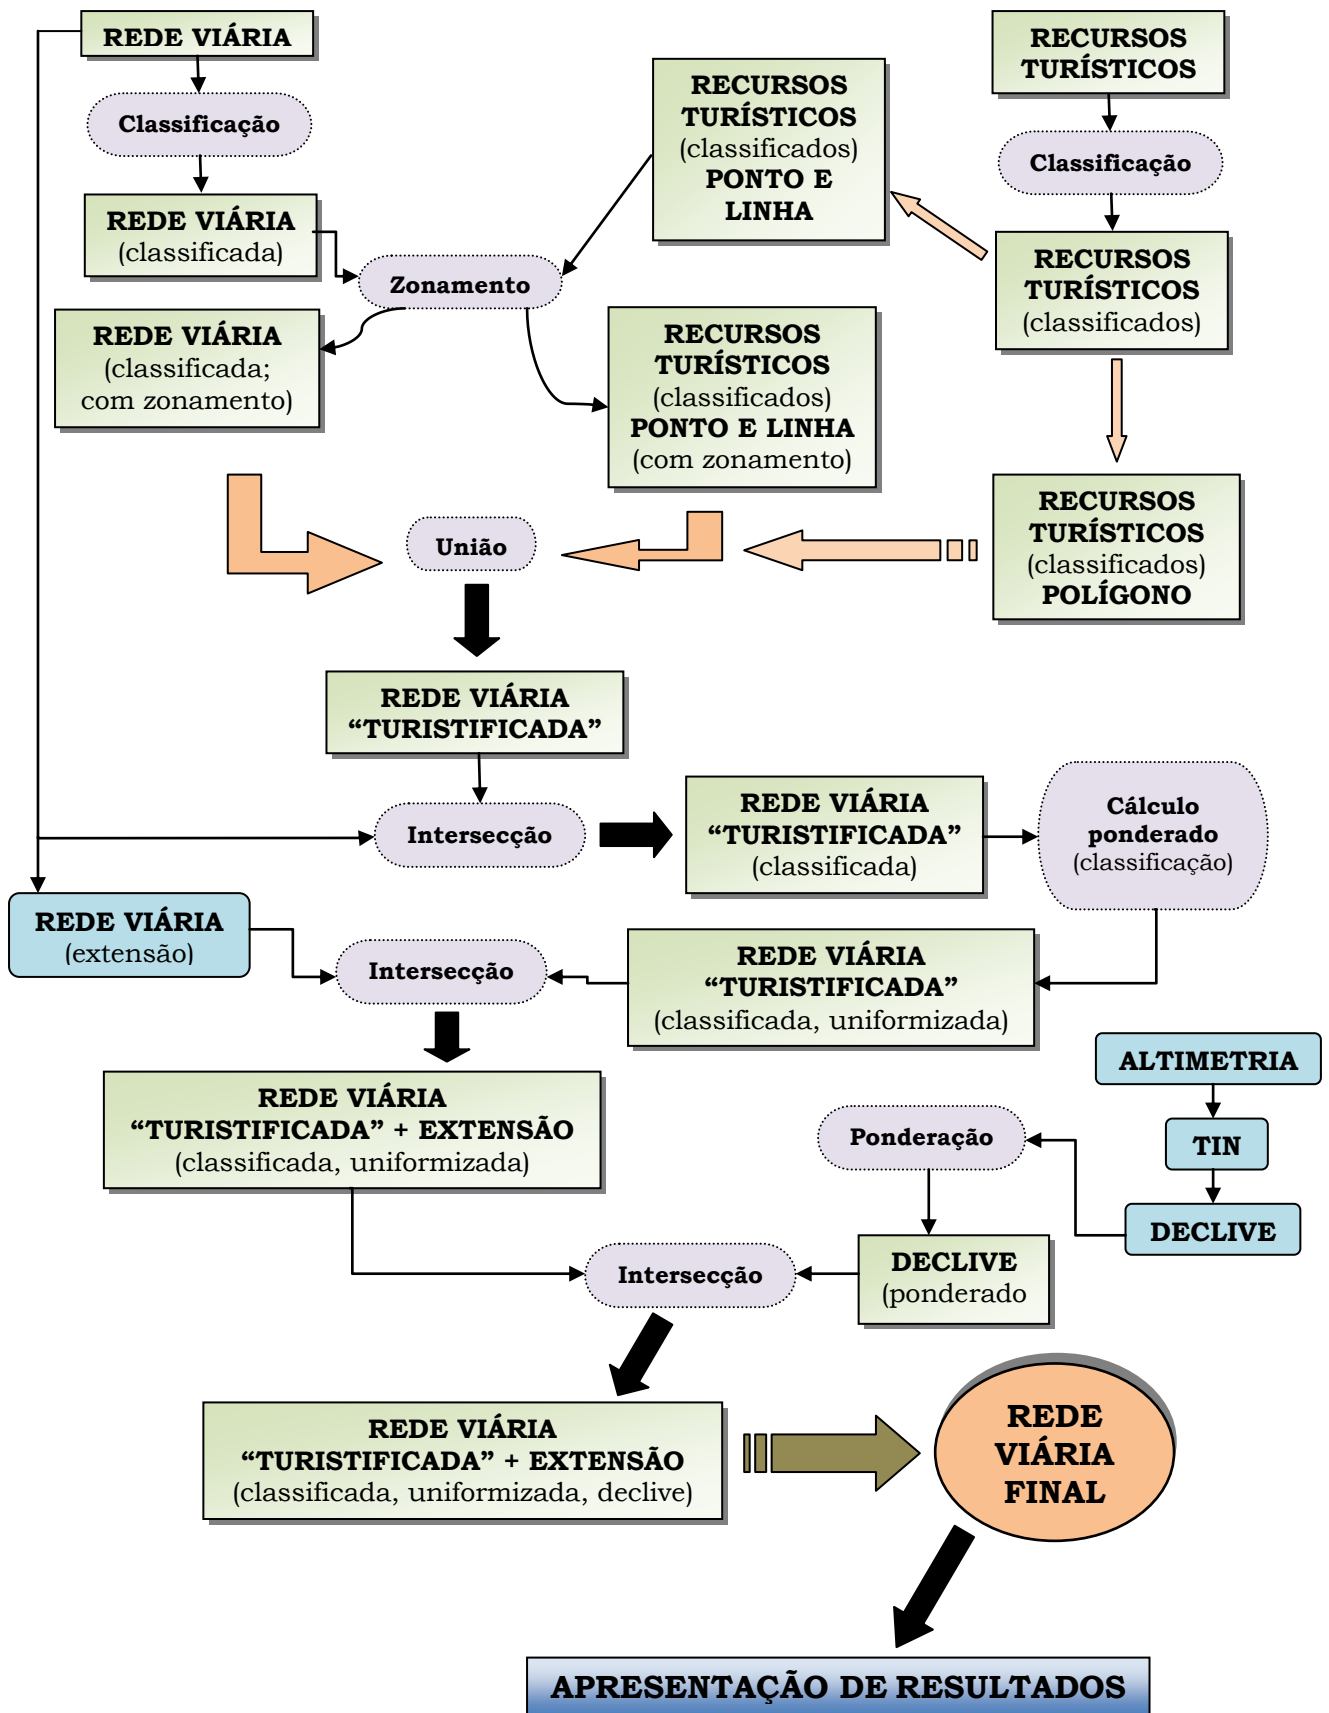 REDE VIÁRIA
Classificação
REDE VIÁRIA
(classificada)
RECURSOS
TURÍSTICOS
(classificados)
PONTO E
LINHA
RECURSOS
TURÍSTICOS
Classificação
RECURSOS
TURÍSTICOS
(classificados)
Zonamento
REDE VIÁRIA
(classificada;
com zonamento)
RECURSOS
TURÍSTICOS
(classificados)
PONTO E LINHA
(com zonamento)
RECURSOS
TURÍSTICOS
(classificados)
POLÍGONO
União
REDE VIÁRIA
“TURISTIFICADA”
Intersecção
REDE VIÁRIA
“TURISTIFICADA”
(classificada)
Cálculo
ponderado
(classificação)
REDE VIÁRIA
(extensão)
Intersecção
REDE VIÁRIA
“TURISTIFICADA”
(classificada, uniformizada)
REDE VIÁRIA
“TURISTIFICADA” + EXTENSÃO
(classificada, uniformizada)
ALTIMETRIA
TIN
DECLIVE
Ponderação
DECLIVE
(ponderado
Intersecção
REDE VIÁRIA
“TURISTIFICADA” + EXTENSÃO
(classificada, uniformizada, declive)
REDE
VIÁRIA
FINAL
APRESENTAÇÃO DE RESULTADOS